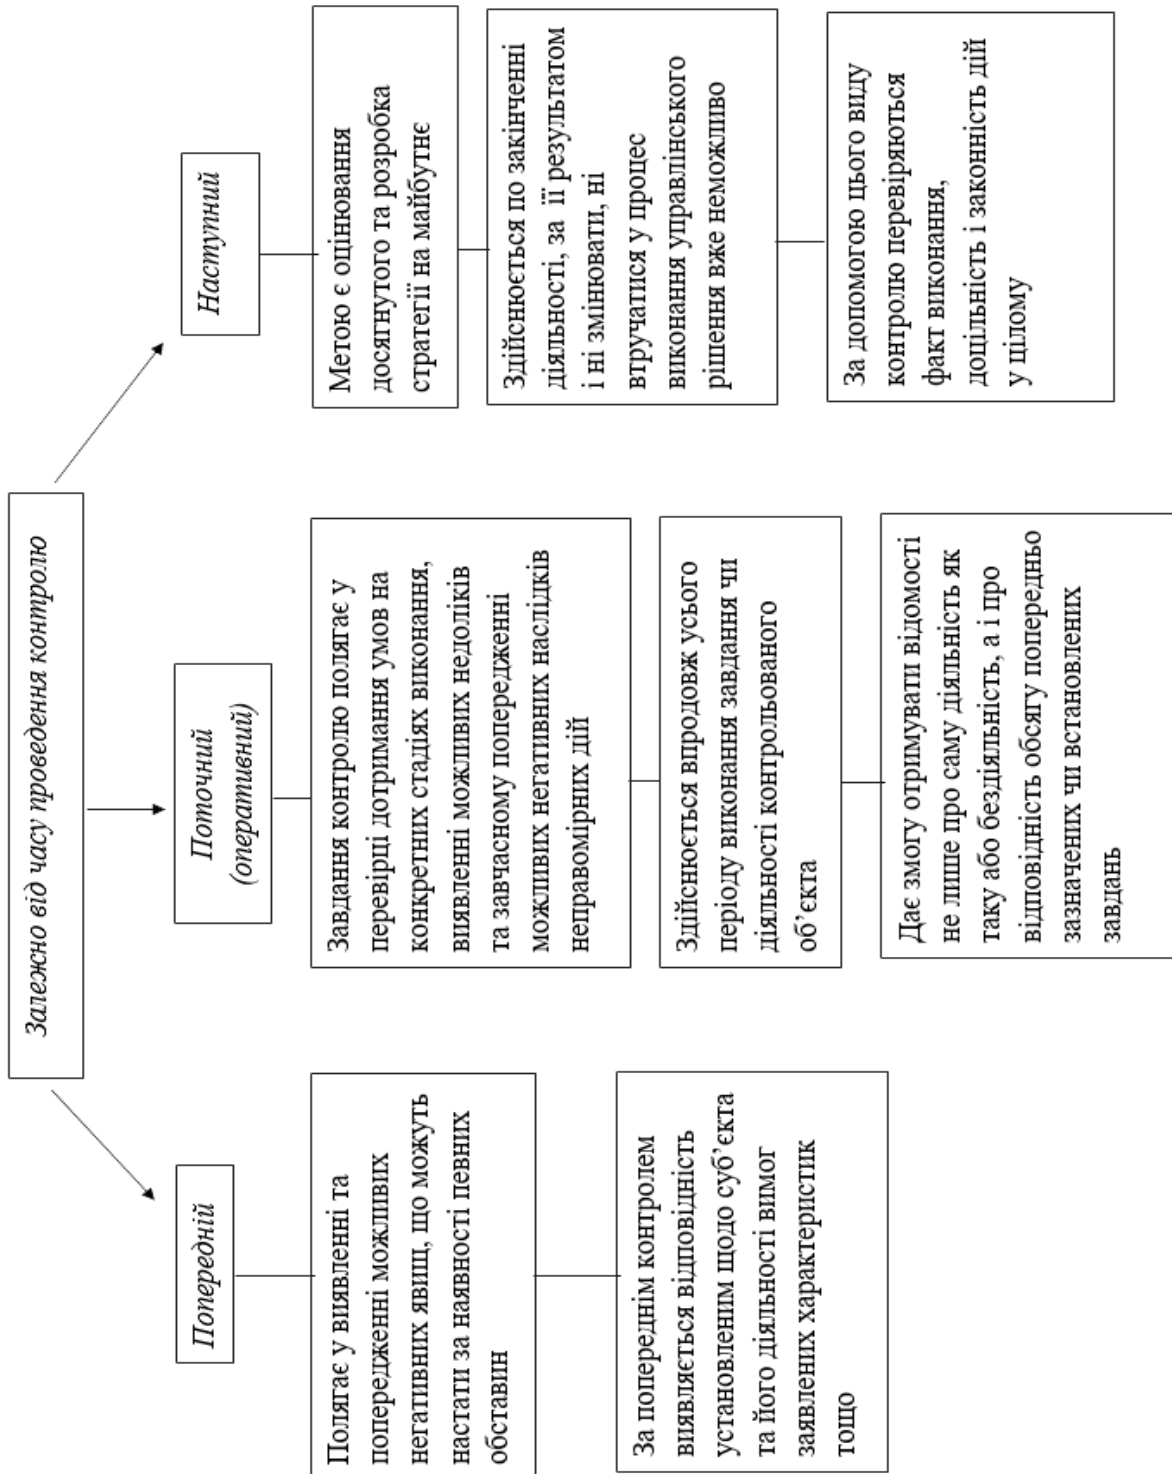 Залежно від часу проведення контролю
Попередній
Полягає у виявленні та
попередженні можливих
негативних явищ, що можуть
настати за наявності певних
обставин
За попереднім контролем
виявляється відповідність
установленим щодо суб’єкта
та його діяльності вимог
заявлених характеристик
тощо
Поточний
(оперативний)
Завдання контролю полягає у
перевірці дотримання умов на
конкретних стадіях виконання,
виявленні можливих недоліків
та завчасному попередженні
можливих негативних наслідків
неправомірних дій
Здійснюється впродовж усього
періоду виконання завдання чи
діяльності контрольованого
об’єкта
Дає змогу отримувати відомості
не лише про саму діяльність як
таку або бездіяльність, а і про
відповідність обсягу попередньо
зазначених чи встановлених
завдань
Наступний
Метою є оцінювання
досягнутого та розробка
стратегії на майбутнє
Здійснюється по закінченні
діяльності, за її результатом
і ні змінювати, ні
втручатися у процес
виконання управлінського
рішення вже неможливо
За допомогою цього виду
контролю перевіряються
факт виконання,
доцільність і законність дій
у цілому